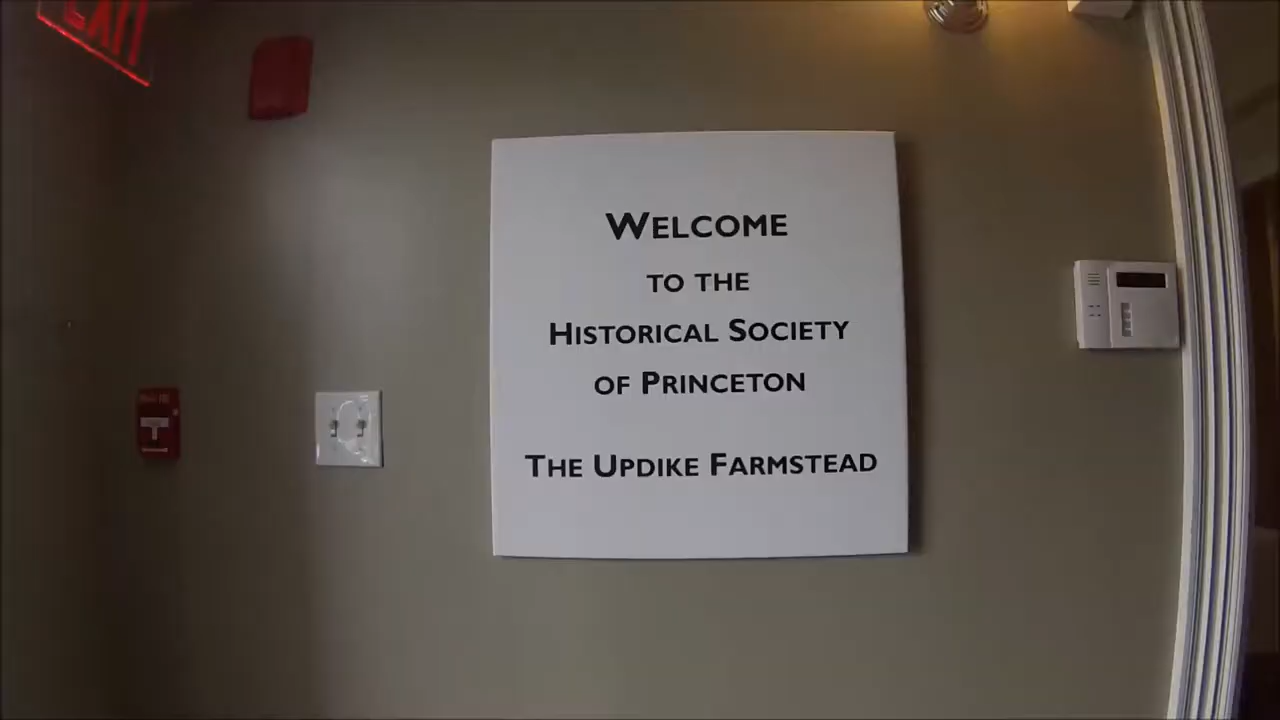 EXIT
WELCOME
TO THE
HISTORICAL SOCIETY
OF PRINCETON
THE UPDIKE FARMSTEAD